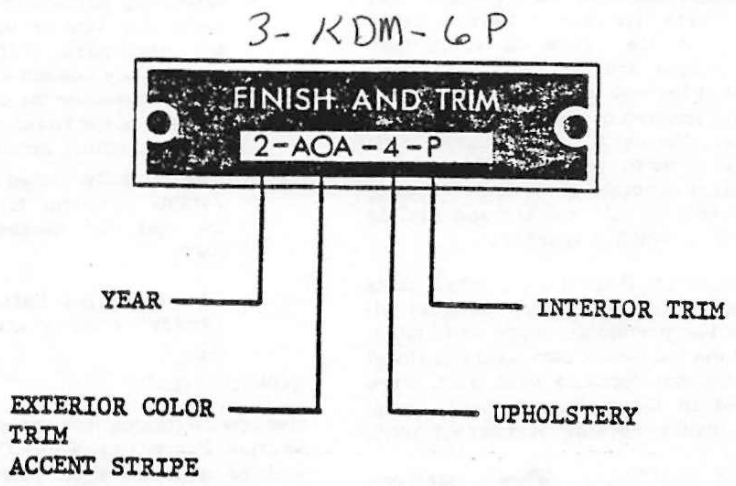 3-KDM-6P
FINISH AND TRIM
2-AOA-4-P
YEAR
INTERIOR TRIM
EXTERIOR COLOR
TRIM
ACCENT STRIPE
UPHOLSTERY